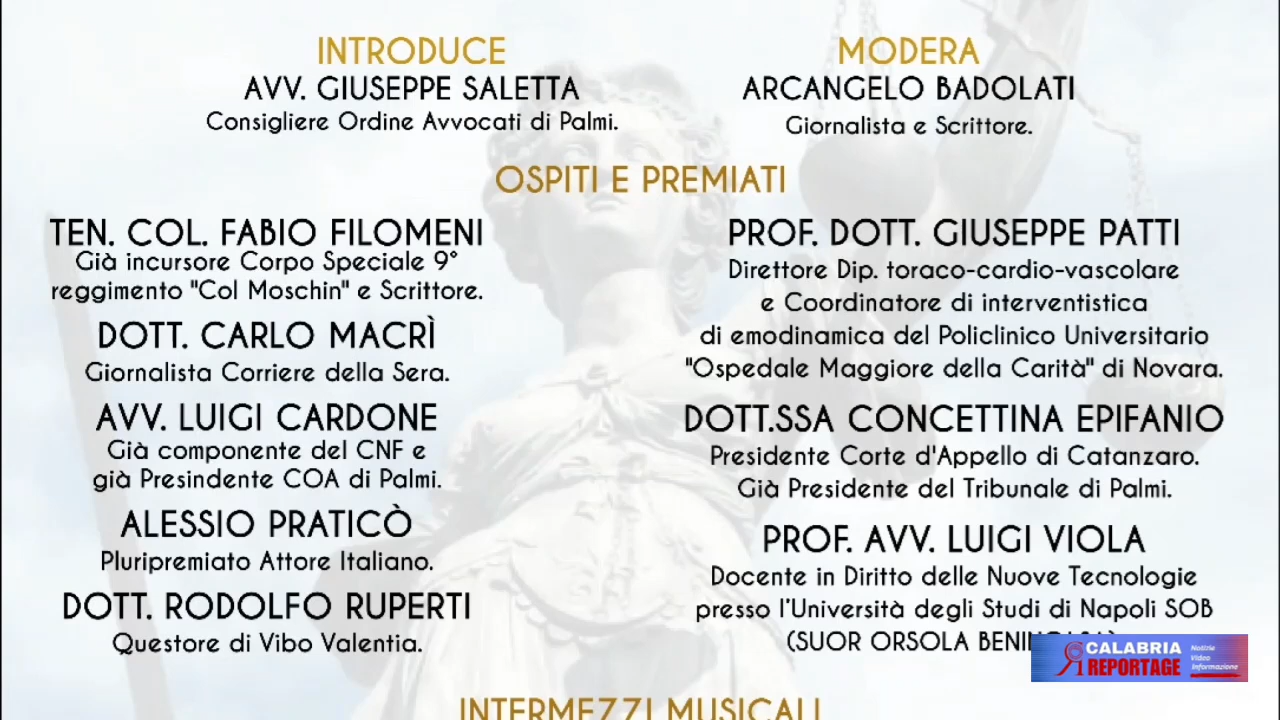 INTRODUCE
AVV. GIUSEPPE SALETTA
Consigliere Ordine Avvocati di Palmi.
MODERA
ARCANGELO BADOLATI
Giornalista e Scrittore.
OSPITI E PREMIATI
TEN. COL. FABIO FILOMENI
Già incursore Corpo Speciale 9°
reggimento "Col Moschin" e Scrittore.
DOTT. CARLO MACRÌ
Giornalista Corriere della Sera.
AVV. LUIGI CARDONE
Già componente del CNF e
già Presindente COA di Palmi.
ALESSIO PRATICÒ
Pluripremiato Attore Italiano.
DOTT. RODOLFO RUPERTI
Questore di Vibo Valentia.
PROF. DOTT. GIUSEPPE PATTI
Direttore Dip. toraco-cardio-vascolare
e Coordinatore di interventistica
di emodinamica del Policlinico Universitario
"Ospedale Maggiore della Carità" di Novara.
DOTT.SSA CONCETTINA EPIFANIO
Presidente Corte d'Appello di Catanzaro.
Già Presidente del Tribunale di Palmi.
PROF. AVV. LUIGI VIOLA
Docente in Diritto delle Nuove Tecnologie
presso l'Università degli Studi di Napoli SOB
(SUOR ORSOLA
CALABRIA
REPORTAGE
Notizie
Video
Informazione
INTERMEZZI MUSICALI